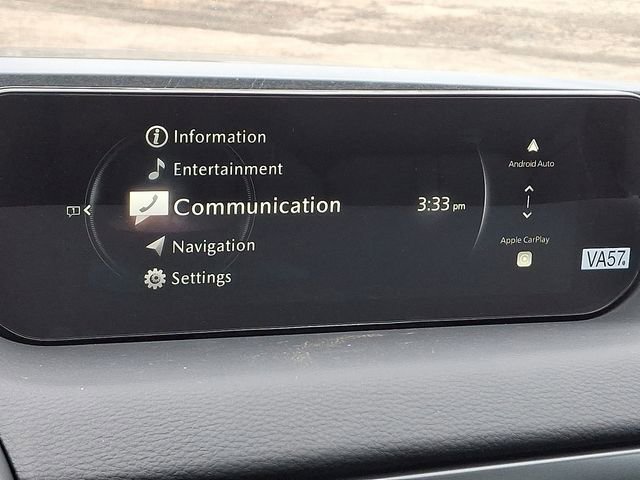 Information
Entertainment
Communication
Navigation
Settings
3:33 pm
Android Auto
Apple CarPlay
VA57